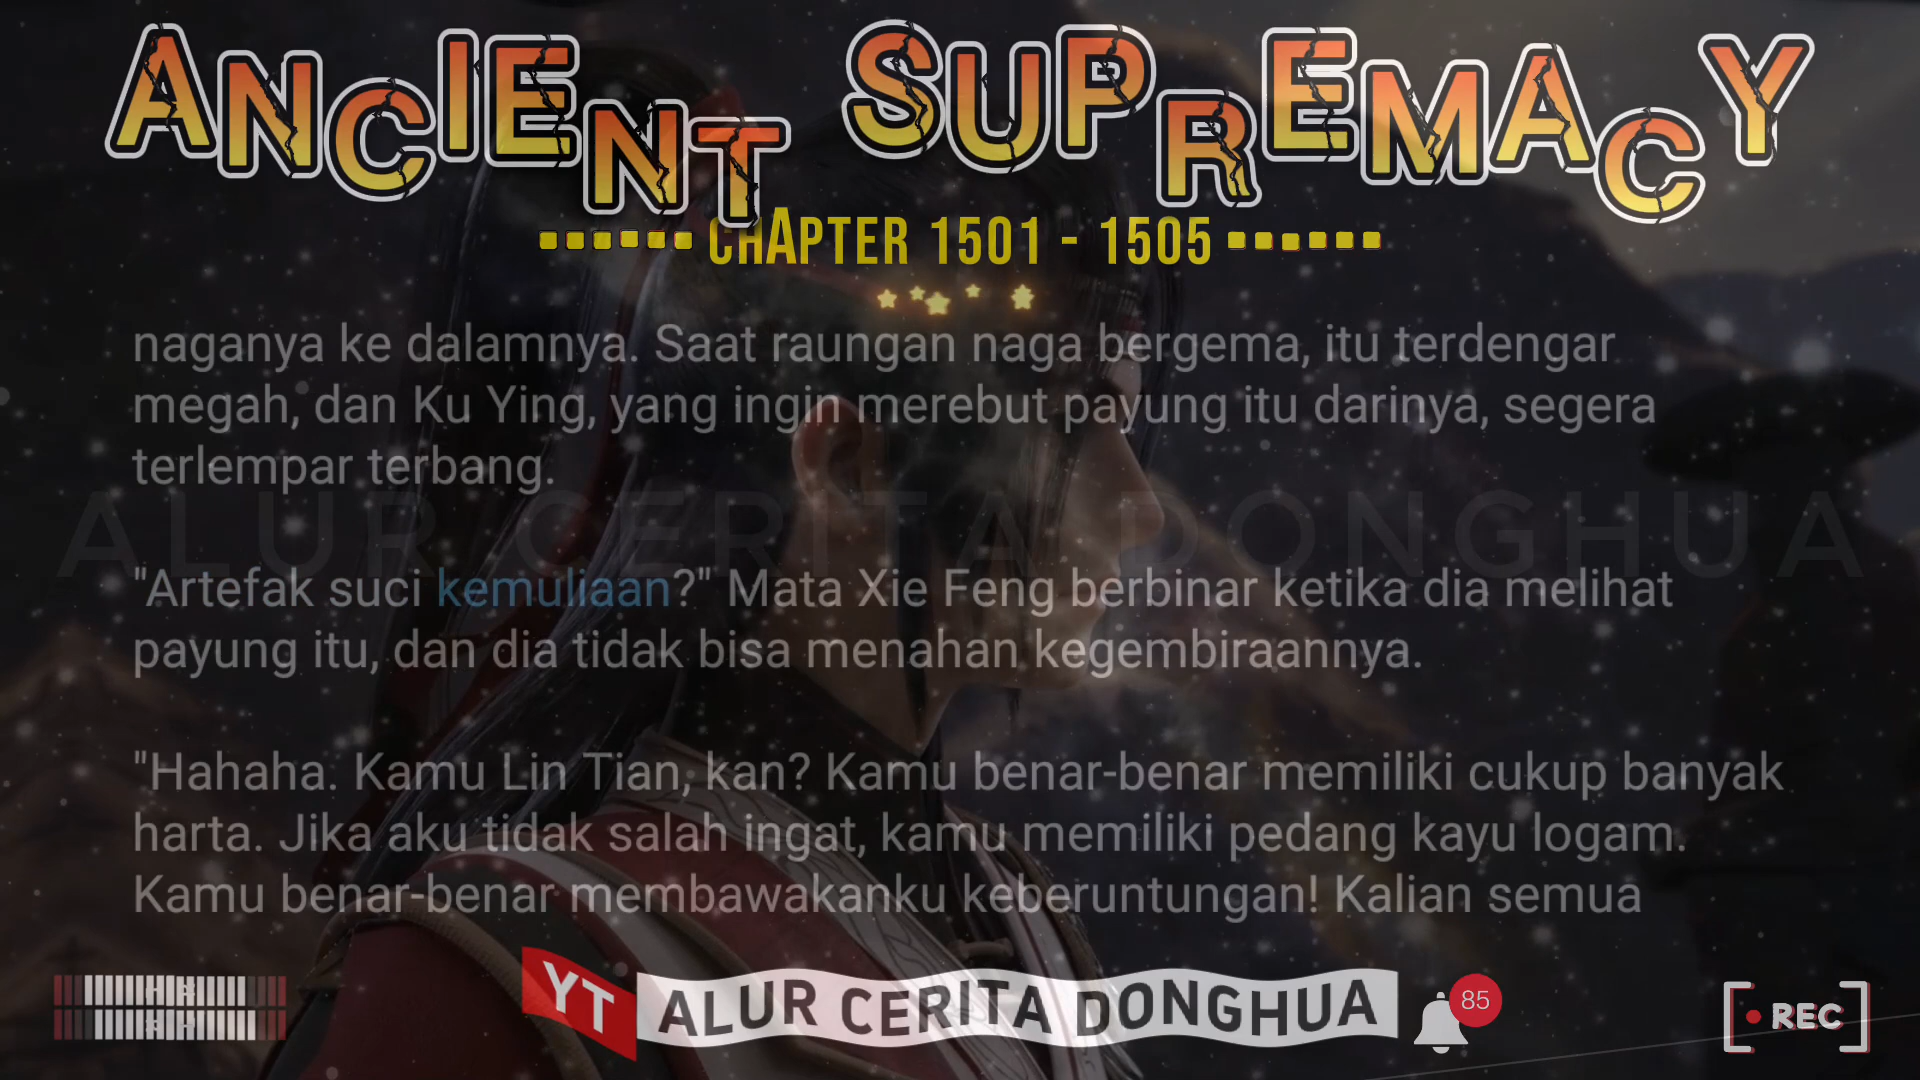 ANCIENT SUPREMACY
CHAPTER 1501 - 1505
naganya ke dalamnya. Saat raungan naga bergema, itu terdengar
megah, dan Ku Ying, yang ingin merebut payung itu darinya, segera
terlempar terbang.
ALUR CERITA DONGHUA
"Artefak suci kemuliaan?" Mata Xie Feng berbinar ketika dia melihat
payung itu, dan dia tidak bisa menahan kegembiraannya.
"Hahaha. Kamu Lin Tian, kan? Kamu benar-benar memiliki cukup banyak
harta. Jika aku tidak salah ingat, kamu memiliki pedang kayu logam.
Kamu benar-benar membawakanku keberuntungan! Kalian semua
YT ALUR CERITA DONGHUA 85
REC